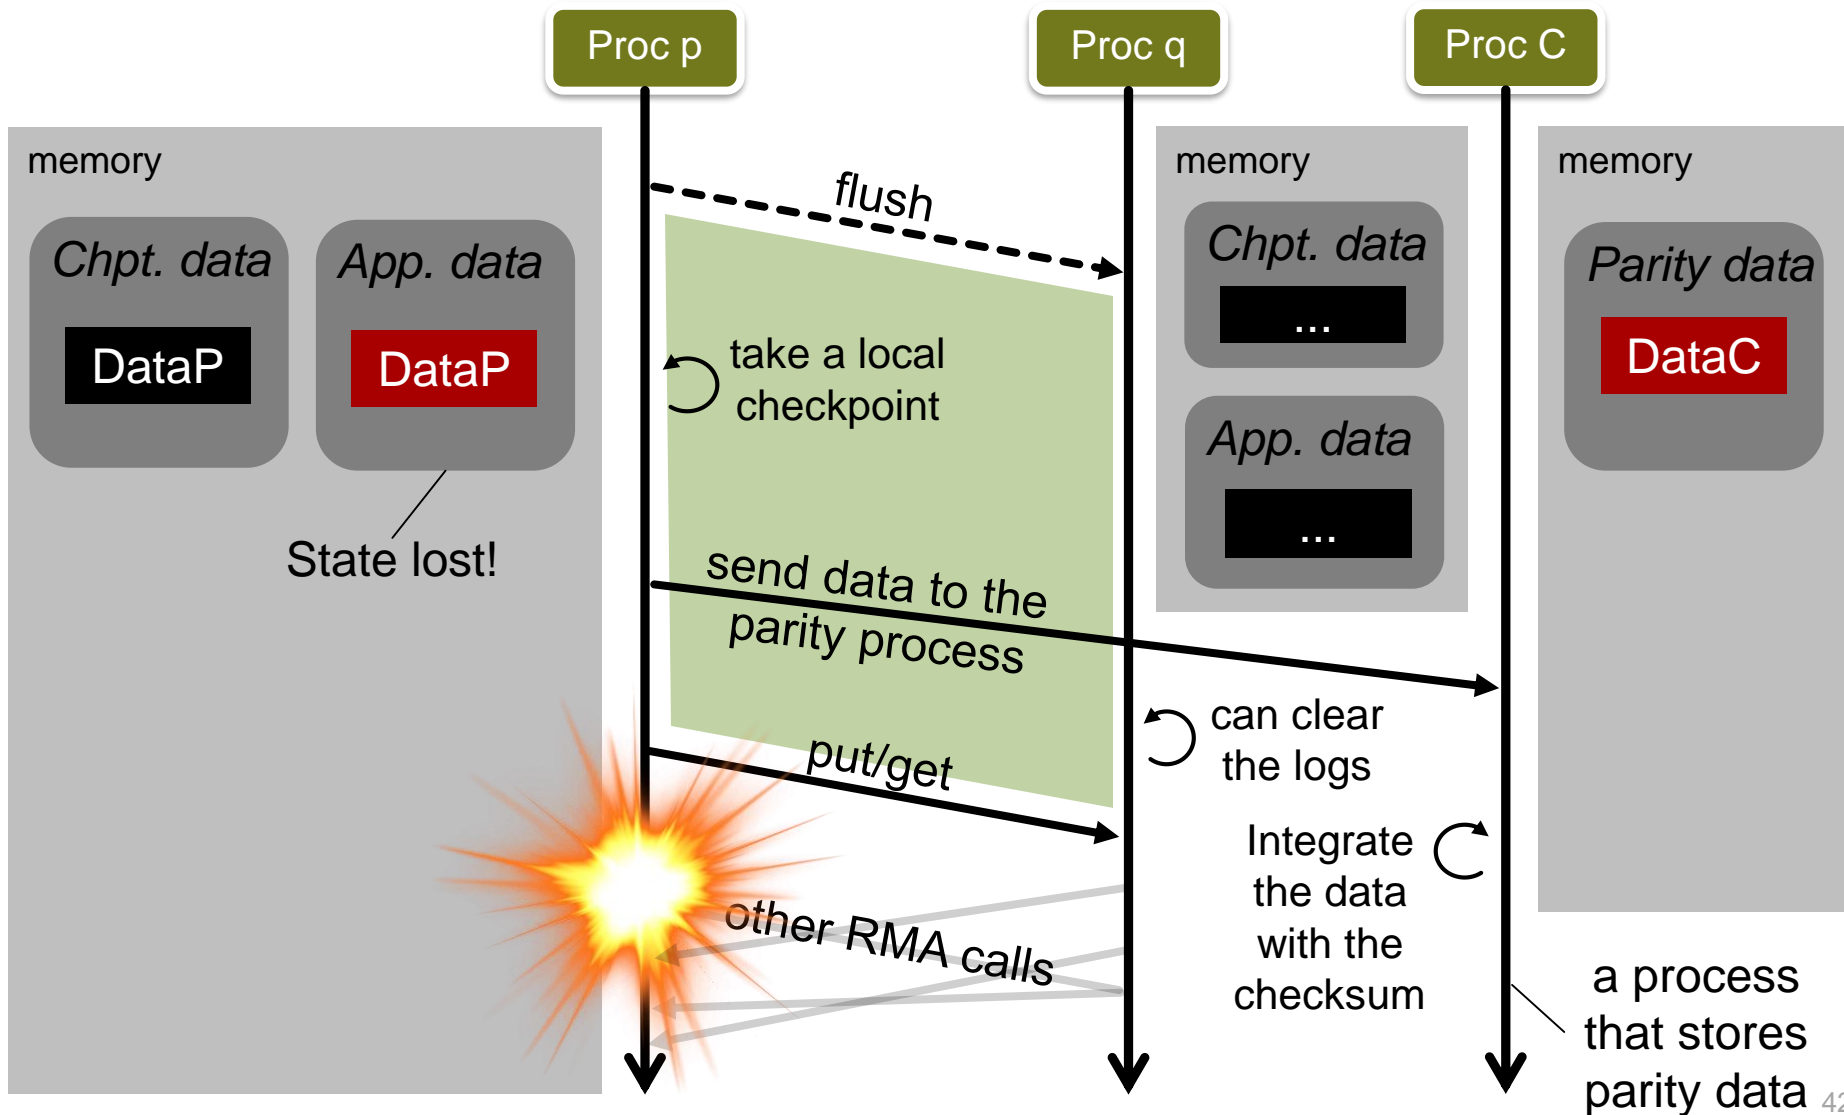 Proc p
Proc q
Proc C
memory
memory
memory
flush
Chpt. data
App. data
Chpt. data
Parity data
DataP
DataP
...
DataC
take a local
checkpoint
App. data
...
State lost!
send data to the
parity process
can clear
the logs
put/get
Integrate
the data
with the
checksum
other RMA calls
a process
that stores
parity data
42